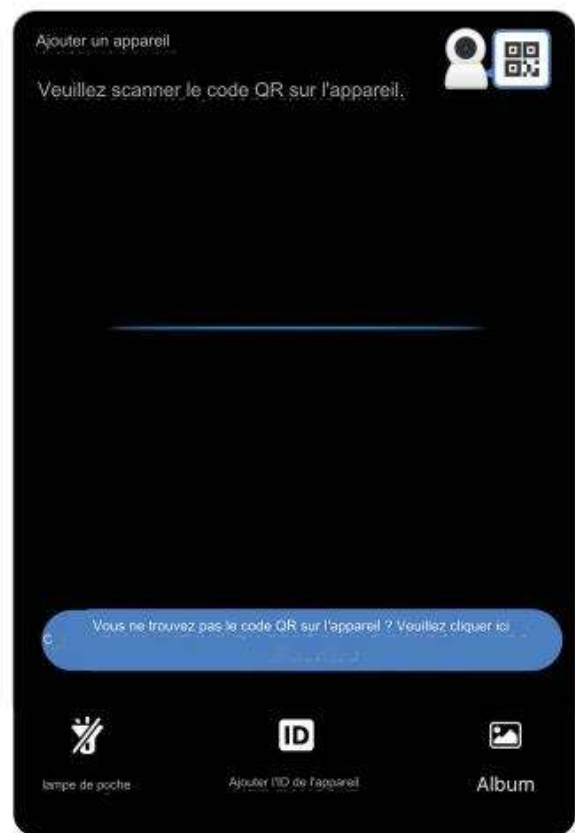 Ajouter un appareil
Veuillez scanner le code QR sur l'appareil.
Vous ne trouvez pas le code QR sur l'appareil ? Veuillez cliquer ici
C
ID
lampe de poche
Ajouter l'ID de l'appareil
Album